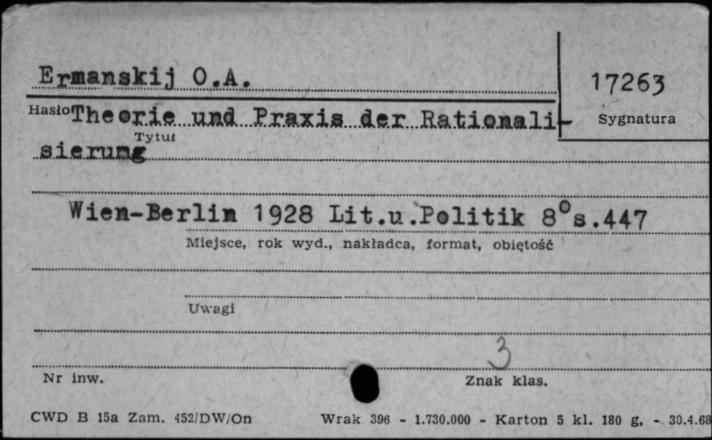 Ermanskij O.A.
17263
Hasło Theorie und Praxis der Rationali-
Sygnatura
Tytuł
sierung
Wien-Berlin 1928 Lit.u.Politik 8° s.447
Miejsce, rok wyd., nakładca, format, obiętość
Uwagi
3
Nr inw.
Znak klas.
CWD B 15a Zam. 452/DW/On Wrak 396 - 1.730.000 - Karton 5 kl. 180 g, - 30.4.68